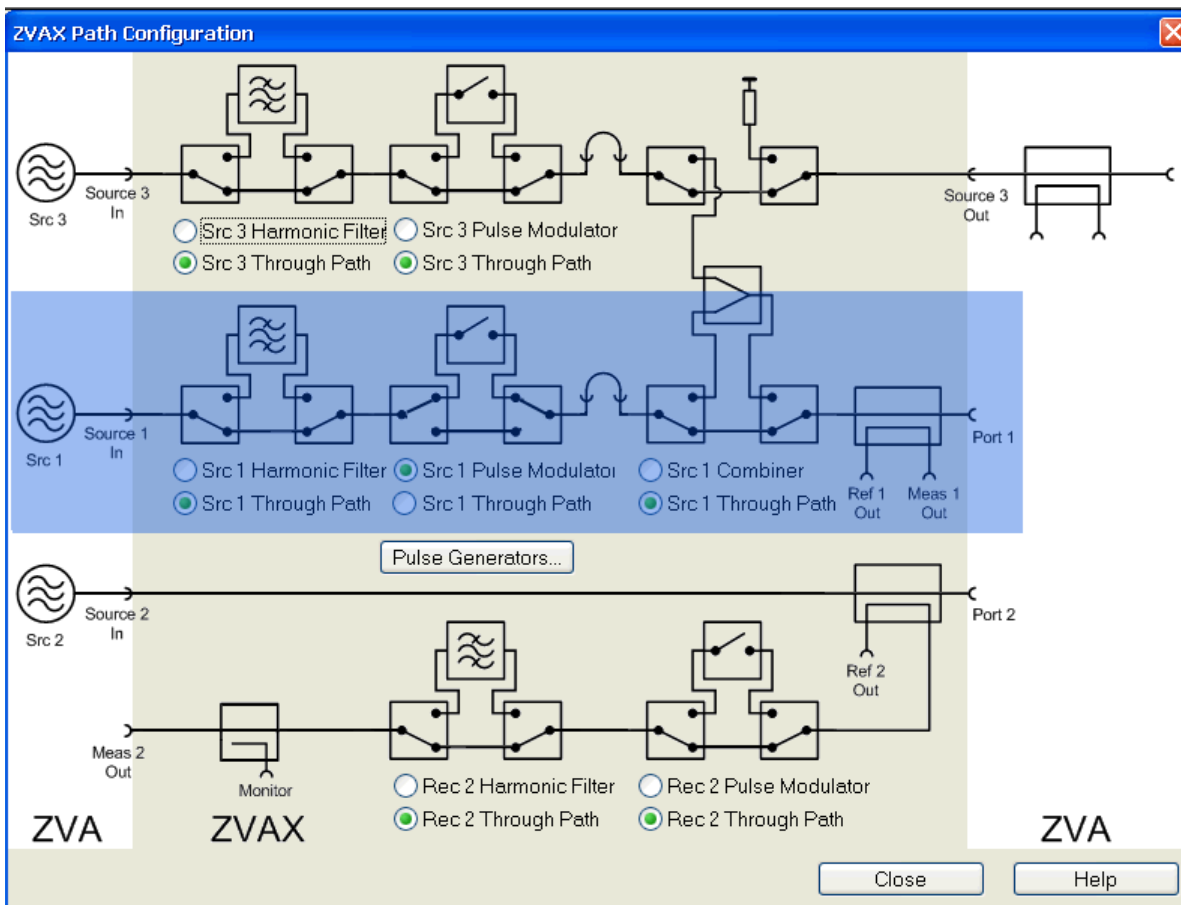 ZVAX Path Configuration
Source 3
In
Src 3
Source 3
Out
Src 3 Harmonic Filter
Src 3 Pulse Modulator
Src 3 Through Path
Src 3 Through Path
Source 1
In
Src 1
Port 1
Src 1 Harmonic Filter
Src 1 Pulse Modulator
Src 1 Combiner
Src 1 Through Path
Src 1 Through Path
Src 1 Through Path
Ref 1
Out
Meas 1
Out
Pulse Generators...
Source 2
In
Src 2
Port 2
Ref 2
Out
Meas 2
Out
Monitor
Rec 2 Harmonic Filter
Rec 2 Pulse Modulator
Rec 2 Through Path
Rec 2 Through Path
ZVA
ZVAX
ZVA
Close
Help